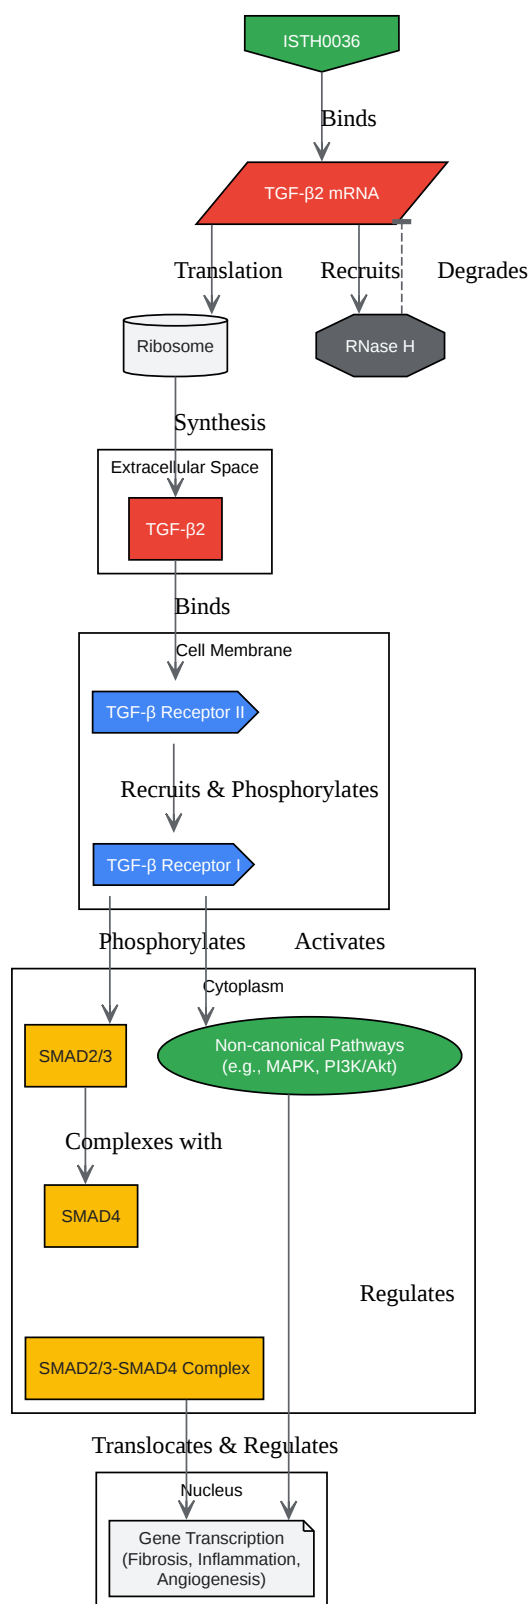 ISTH0036
Binds
TGF-β2 mRNA
Translation
Recruits
Degrades
Ribosome
RNase H
Synthesis
Extracellular Space
TGF-β2
Binds
Cell Membrane
TGF-β Receptor II
Recruits & Phosphorylates
TGF-β Receptor I
Phosphorylates
Activates
Cytoplasm
SMAD2/3
Non-canonical Pathways
(e.g., MAPK, PI3K/Akt)
Complexes with
SMAD4
Regulates
SMAD2/3-SMAD4 Complex
Translocates & Regulates
Nucleus
Gene Transcription
(Fibrosis, Inflammation,
Angiogenesis)